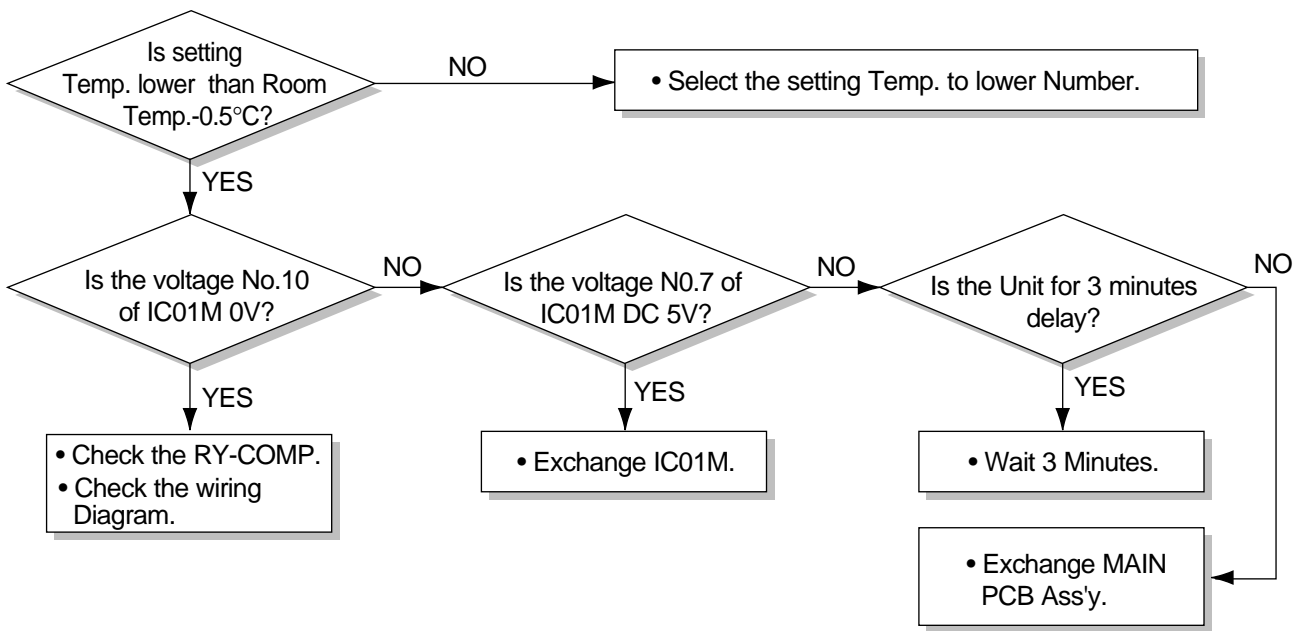 Is setting
Temp. lower than Room
Temp.-0.5°C?
NO
• Select the setting Temp. to lower Number.
YES
Is the voltage No.10
of IC01M 0V?
NO
Is the voltage N0.7 of
IC01M DC 5V?
NO
Is the Unit for 3 minutes
delay?
NO
YES
• Check the RY-COMP.
• Check the wiring
Diagram.
YES
• Exchange IC01M.
YES
• Wait 3 Minutes.
• Exchange MAIN
PCB Ass'y.